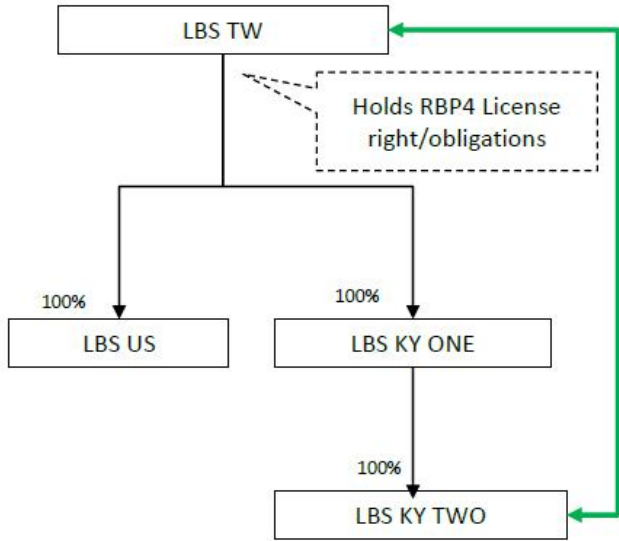 LBS TW
Holds RBP4 License
right/obligations
100%
100%
LBS US
LBS KY ONE
100%
LBS KY TWO